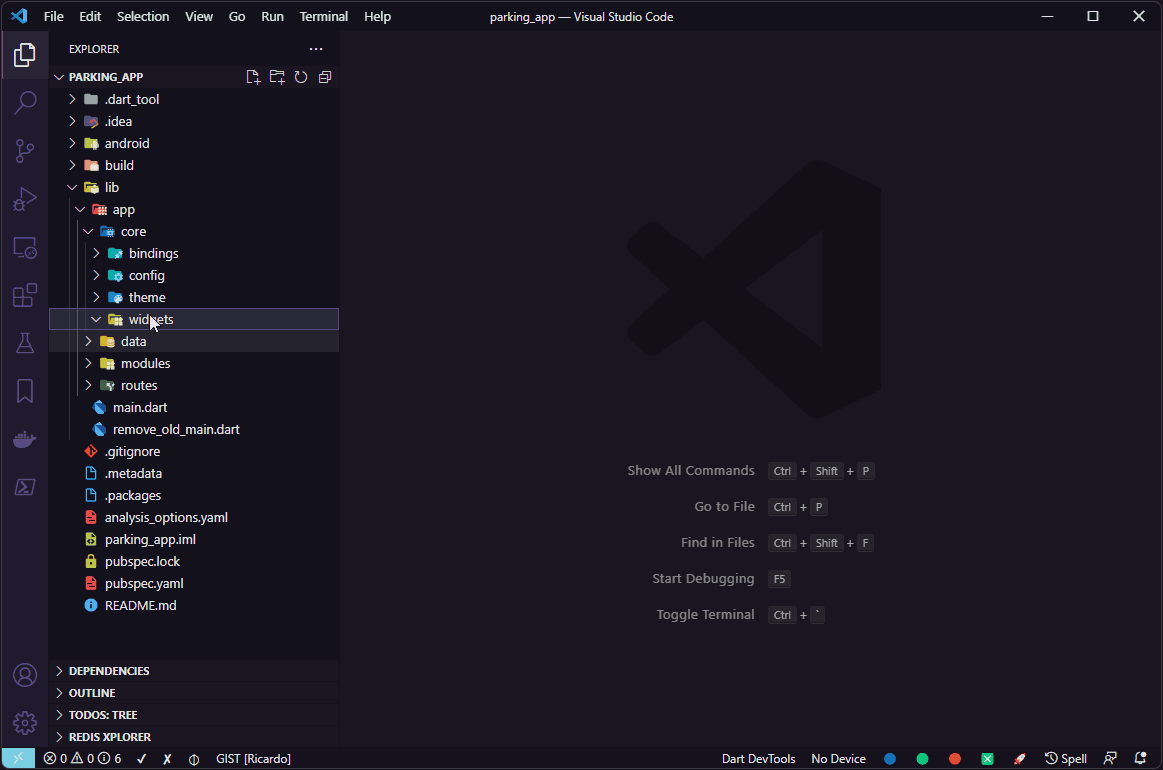 File Edit Selection View Go Run Terminal Help parking_app — Visual Studio Code
EXPLORER
PARKING_APP
.dart_tool
.idea
android
build
lib
app
core
bindings
config
theme
widgets
data
modules
routes
main.dart
remove_old_main.dart
.gitignore
.metadata
.packages
analysis_options.yaml
parking_app.iml
pubspec.lock
pubspec.yaml
README.md
DEPENDENCIES
OUTLINE
TODOS: TREE
REDIS XPLORER
Show All Commands Ctrl + Shift + P
Go to File Ctrl + P
Find in Files Ctrl + Shift + F
Start Debugging F5
Toggle Terminal Ctrl + `
0 0 6 ✓ ✗ GIST [Ricardo] Dart DevTools No Device Spell